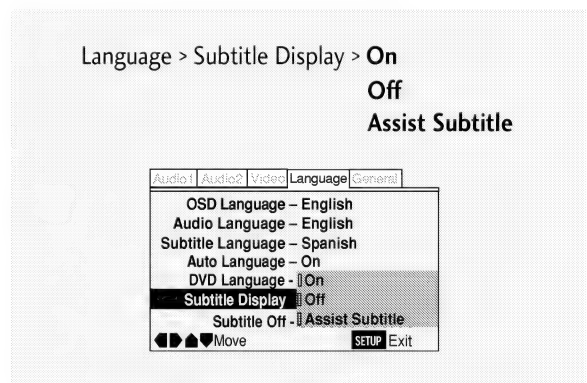 Language > Subtitle Display > On
Off
Assist Subtitle
Audio1 Audio2 Video Language General
OSD Language – English
Audio Language – English
Subtitle Language – Spanish
Auto Language – On
DVD Language - On
Subtitle Display Off
Subtitle Off - Assist Subtitle
Move SETUP Exit